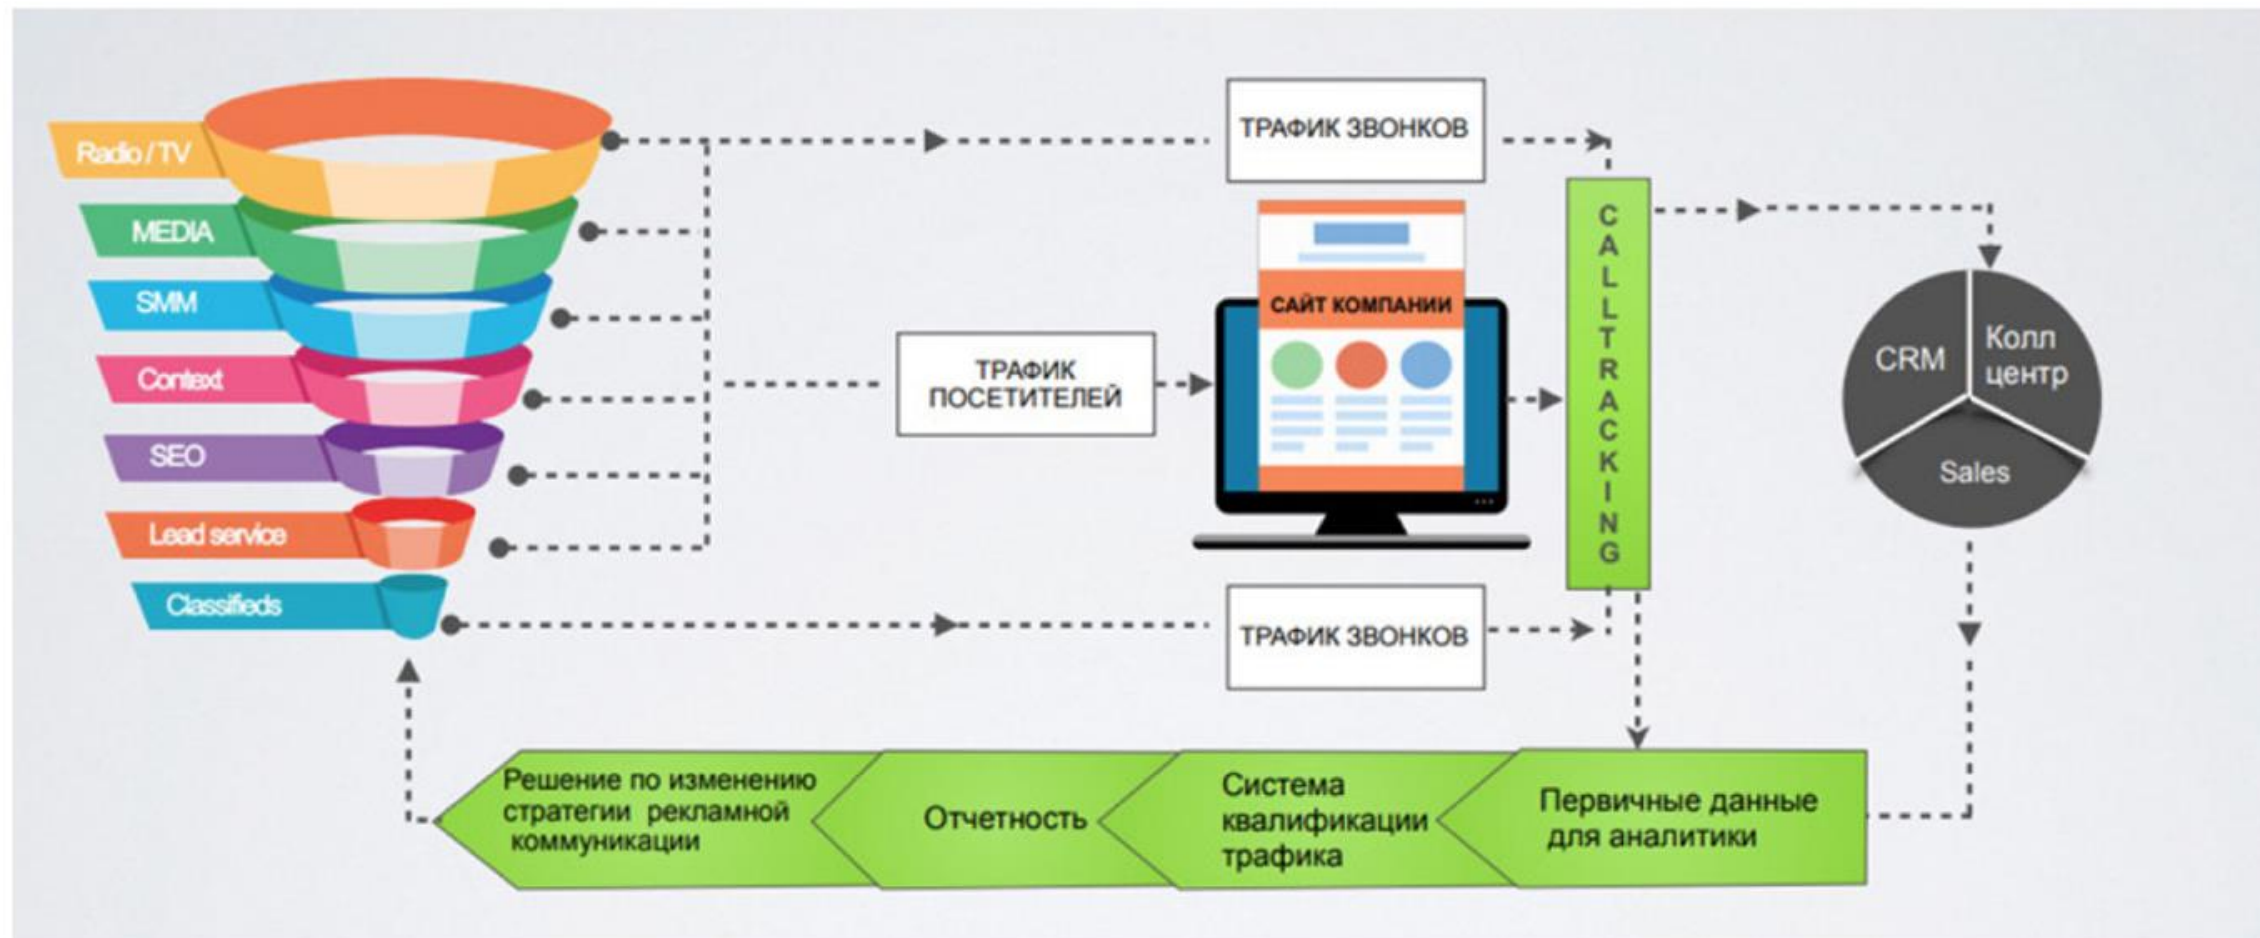 Radio / TV
MEDIA
SMM
Context
SEO
Lead service
Classifieds
ТРАФИК ЗВОНКОВ
ТРАФИК
ПОСЕТИТЕЛЕЙ
САЙТ КОМПАНИИ
ТРАФИК ЗВОНКОВ
CALLTRACKING
CRM
Колл
центр
Sales
Решение по изменению
стратегии рекламной
коммуникации
Отчетность
Система
квалификации
трафика
Первичные данные
для аналитики